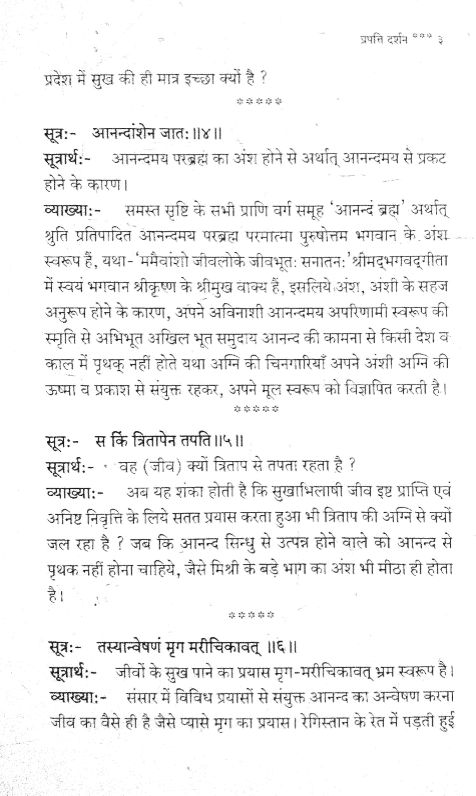 प्रपत्ति दर्शन *** ३
प्रदेश में सुख की ही मात्र इच्छा क्यों है ?
*****
सूत्र:- आनन्दांशेन जातः॥४॥
सूत्रार्थ:- आनन्दमय परब्रह्म का अंश होने से अर्थात् आनन्दमय से प्रकट
होने के कारण।
व्याख्या:- समस्त सृष्टि के सभी प्राणि वर्ग समूह 'आनन्दं ब्रह्म' अर्थात्
श्रुति प्रतिपादित आनन्दमय परब्रह्म परमात्मा पुरुषोत्तम भगवान के अंश
स्वरूप हैं, यथा-'ममैवांशो जीवलोके जीवभूतः सनातनः'श्रीमद्भगवद्गीता
में स्वयं भगवान श्रीकृष्ण के श्रीमुख वाक्य हैं, इसलिये अंश, अंशी के सहज
अनुरूप होने के कारण, अपने अविनाशी आनन्दमय अपरिणामी स्वरूप की
स्मृति से अभिभूत अखिल भूत समुदाय आनन्द की कामना से किसी देश व
काल में पृथक् नहीं होते यथा अग्नि की चिनगारियाँ अपने अंशी अग्नि की
ऊष्मा व प्रकाश से संयुक्त रहकर, अपने मूल स्वरूप को विज्ञापित करती है।
*****
सूत्र:- स किं त्रितापेन तपति॥५॥
सूत्रार्थ:- वह (जीव) क्यों त्रिताप से तपता रहता है ?
व्याख्या:- अब यह शंका होती है कि सुखाभिलाषी जीव इष्ट प्राप्ति एवं
अनिष्ट निवृत्ति के लिये सतत प्रयास करता हुआ भी त्रिताप की अग्नि से क्यों
जल रहा है ? जब कि आनन्द सिन्धु से उत्पन्न होने वाले को आनन्द से
पृथक नहीं होना चाहिये, जैसे मिश्री के बड़े भाग का अंश भी मीठा ही होता
है।
*****
सूत्र:- तस्यान्वेषणं मृग मरीचिकावत् ॥६॥
सूत्रार्थ:- जीवों के सुख पाने का प्रयास मृग-मरीचिकावत् भ्रम स्वरूप है।
व्याख्या:- संसार में विविध प्रयासों से संयुक्त आनन्द का अन्वेषण करना
जीव का वैसे ही है जैसे प्यासे मृग का प्रयास। रेगिस्तान के रेत में पड़ती हुई